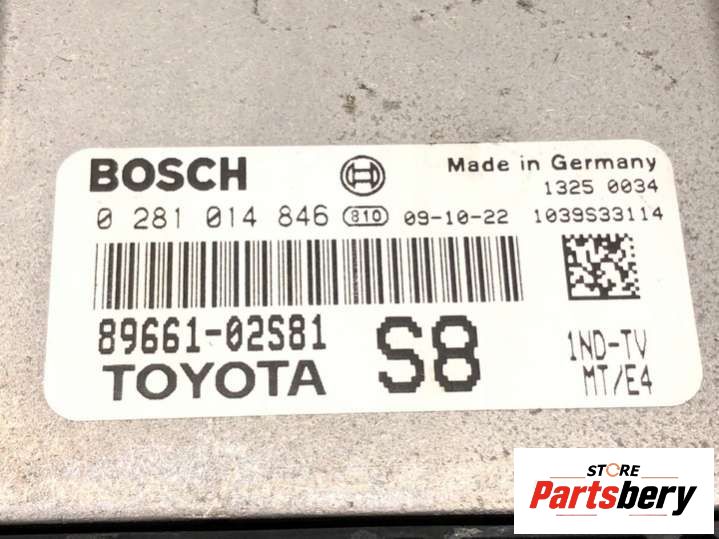 BOSCH Made in Germany
1325 0034
0 281 014 846 810 09-10-22 1039S33114
89661-02S81 S8 1ND-TV
TOYOTA MT/E4
STORE
Partsbery